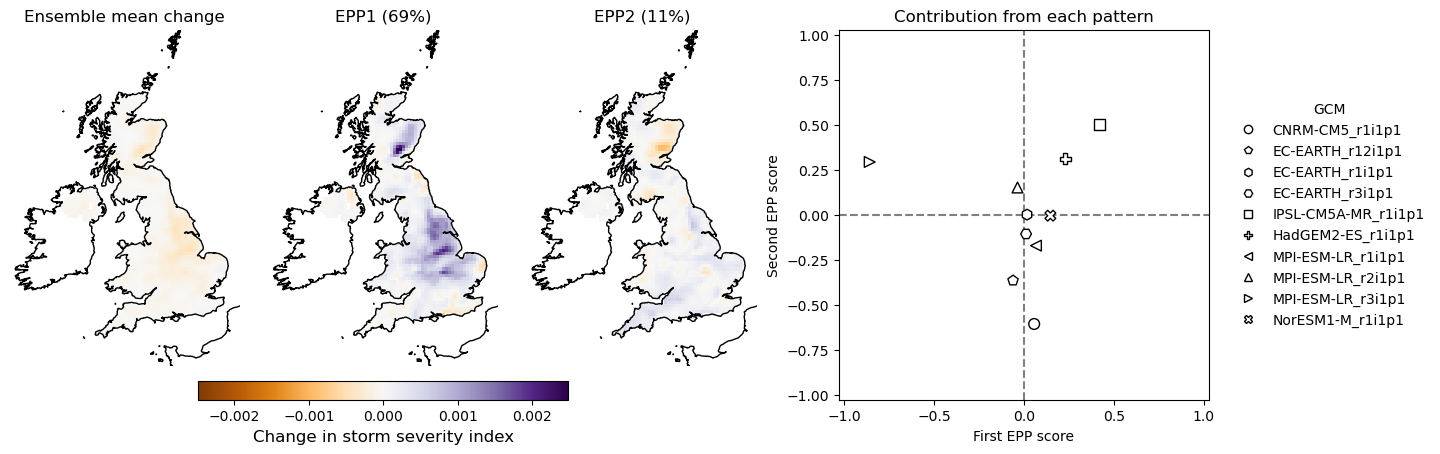 Ensemble mean change
EPP1 (69%)
EPP2 (11%)
Contribution from each pattern
1.00
0.75
0.50
0.25
0.00
−0.25
−0.50
−0.75
−1.00
Second EPP score
−1.0
−0.5
0.0
0.5
1.0
First EPP score
GCM
CNRM-CM5_r1i1p1
EC-EARTH_r12i1p1
EC-EARTH_r1i1p1
EC-EARTH_r3i1p1
IPSL-CM5A-MR_r1i1p1
HadGEM2-ES_r1i1p1
MPI-ESM-LR_r1i1p1
MPI-ESM-LR_r2i1p1
MPI-ESM-LR_r3i1p1
NorESM1-M_r1i1p1
−0.002
−0.001
0.000
0.001
0.002
Change in storm severity index